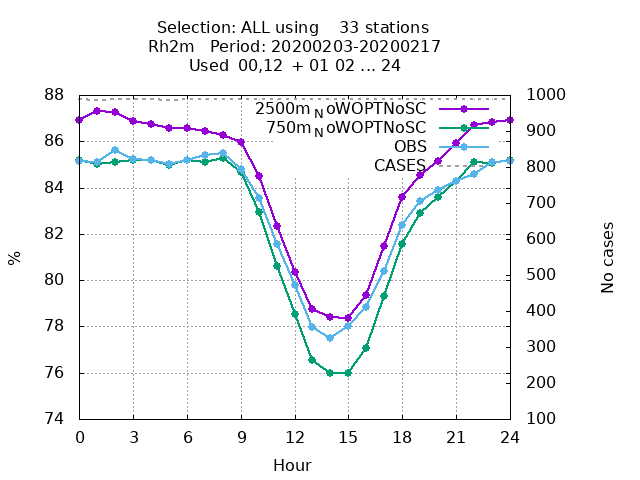 Selection: ALL using    33 stations
Rh2m   Period: 20200203-20200217
Used  00,12  + 01 02 ... 24
88
86
84
82
80
78
76
74
1000
900
800
700
600
500
400
300
200
100
2500m_NoWOPTNoSC
750m_NoWOPTNoSC
OBS
CASES
%
No cases
0 3 6 9 12 15 18 21 24
Hour